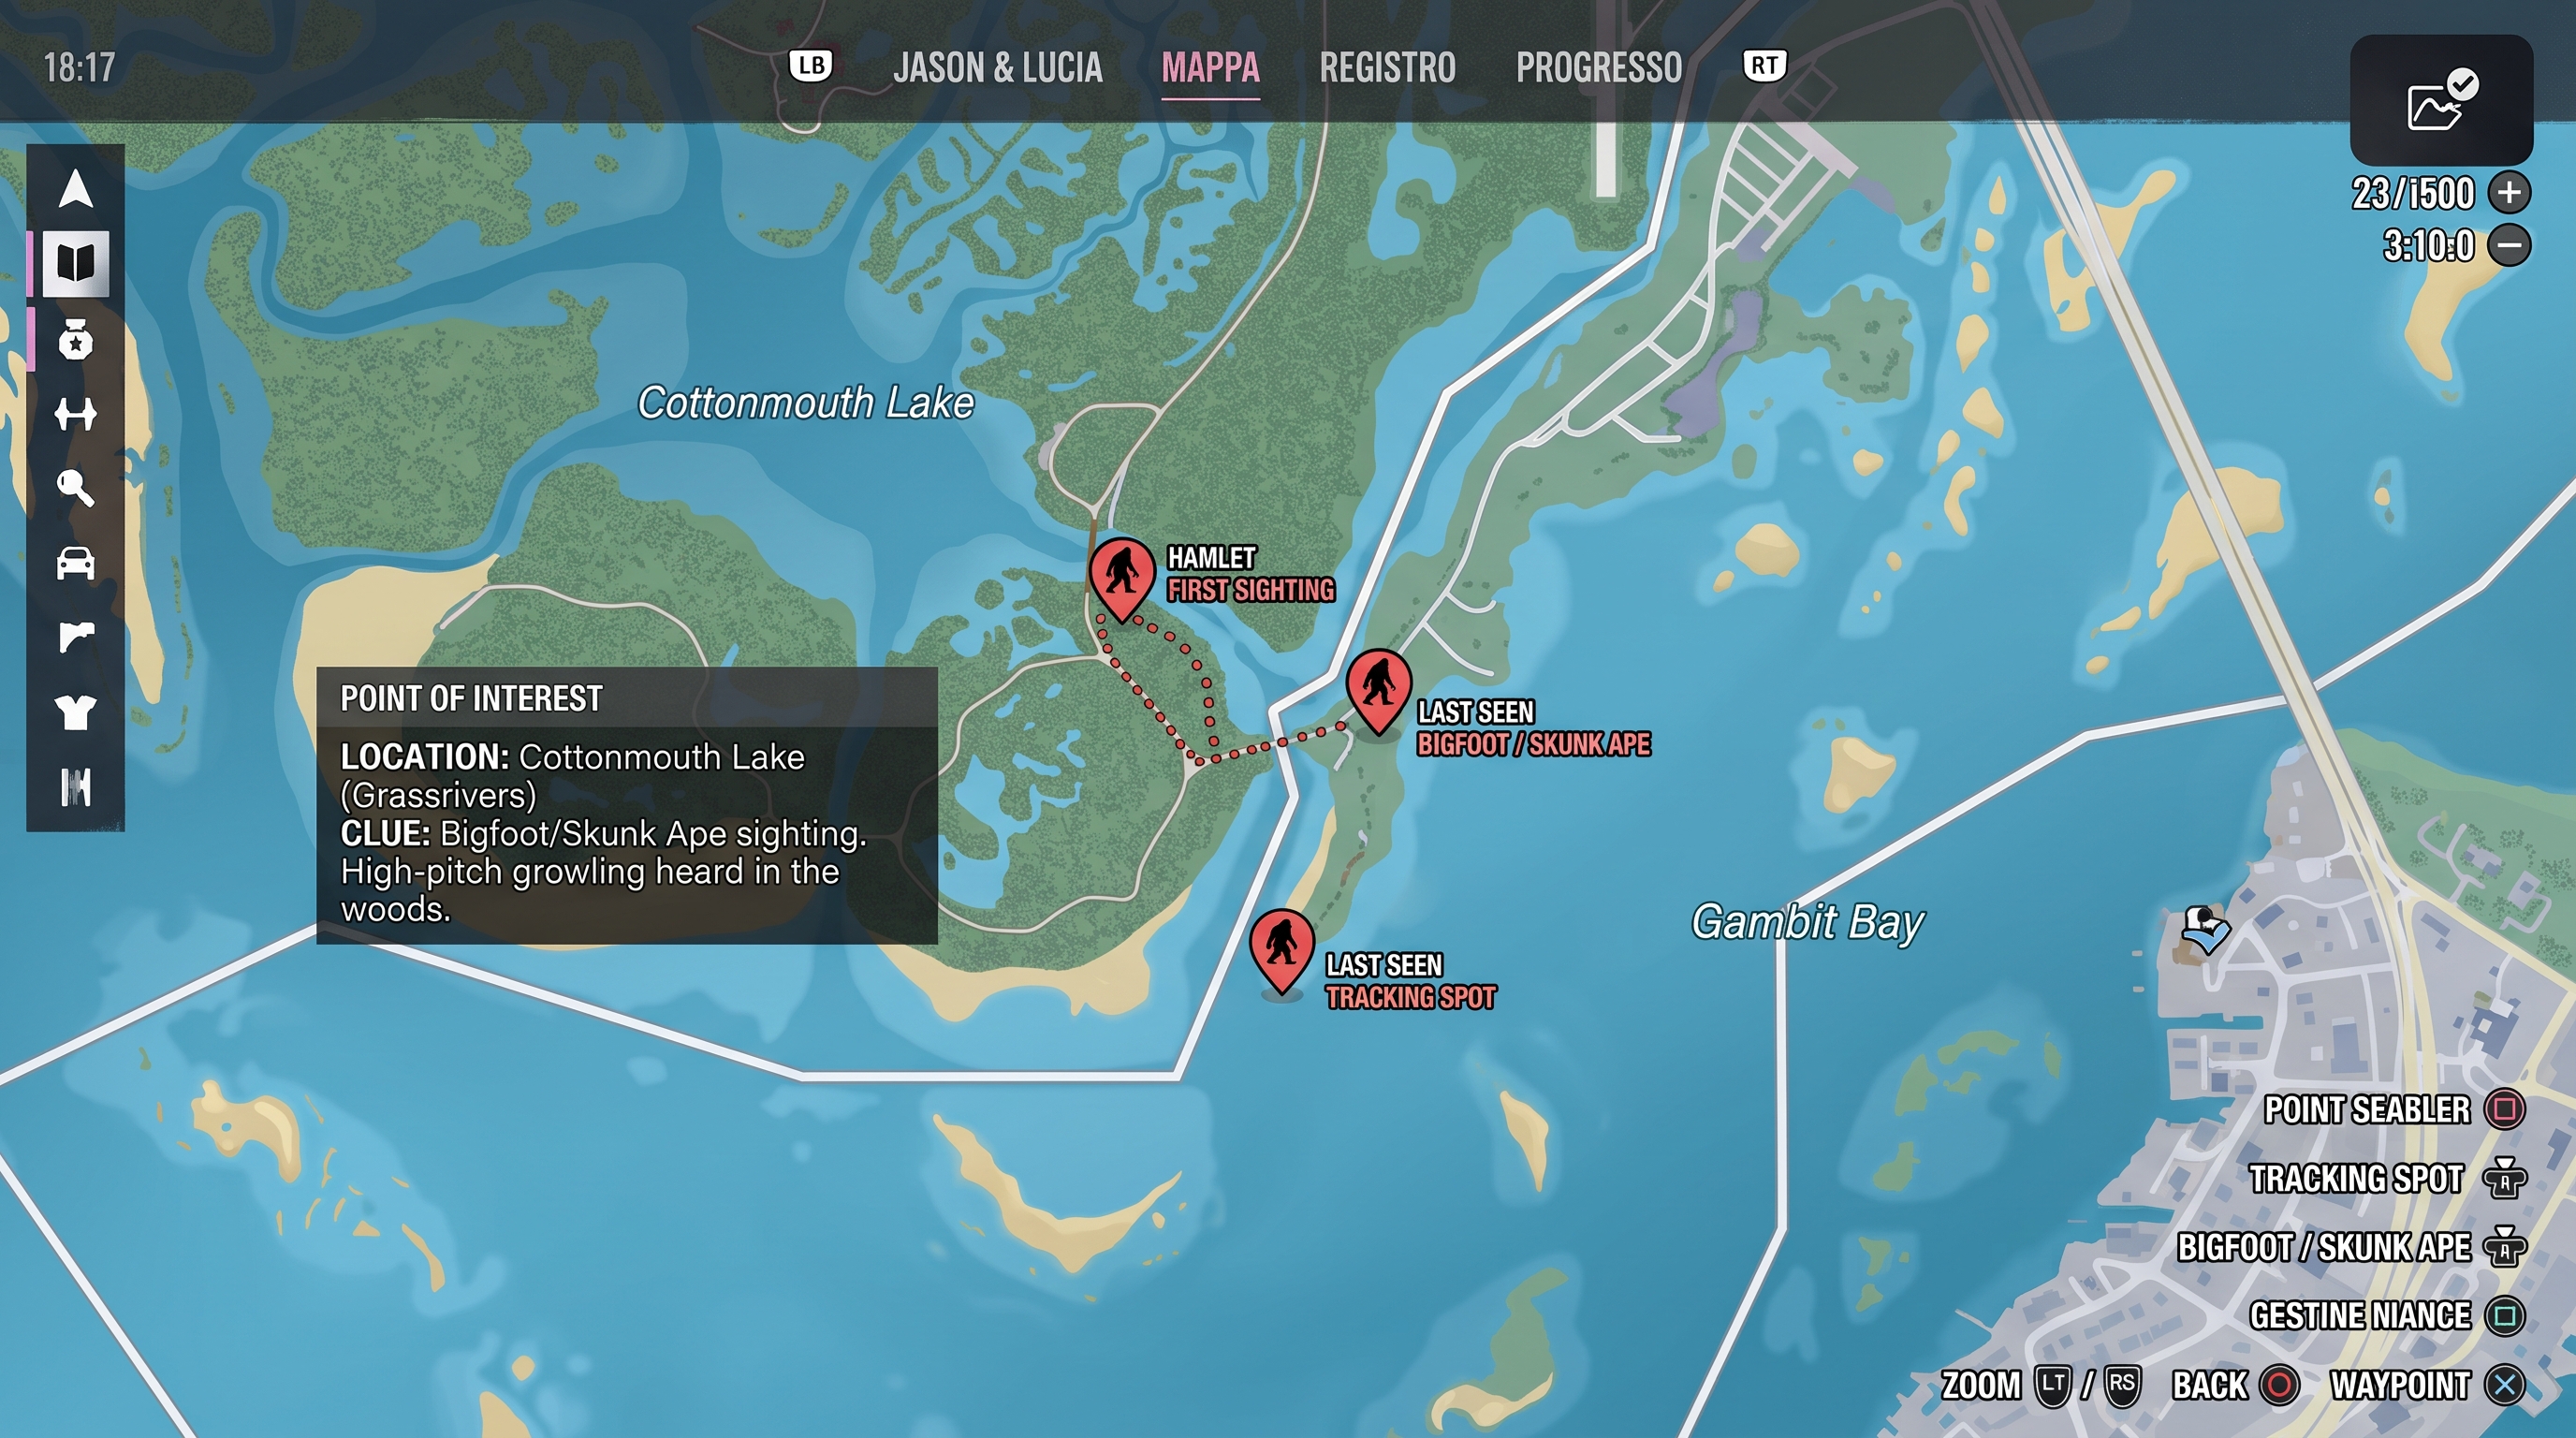 18:17
LB
JASON & LUCIA
MAPPA
REGISTRO
PROGRESSO
RT
23/i500
3:10:0
Cottonmouth Lake
HAMLET
FIRST SIGHTING
LAST SEEN
BIGFOOT / SKUNK APE
POINT OF INTEREST
LOCATION: Cottonmouth Lake
(Grassrivers)
CLUE: Bigfoot/Skunk Ape sighting.
High-pitch growling heard in the
woods.
Gambit Bay
LAST SEEN
TRACKING SPOT
POINT SEABLER
TRACKING SPOT A
BIGFOOT / SKUNK APE A
GESTINE NIANCE
ZOOM LT / RS BACK WAYPOINT